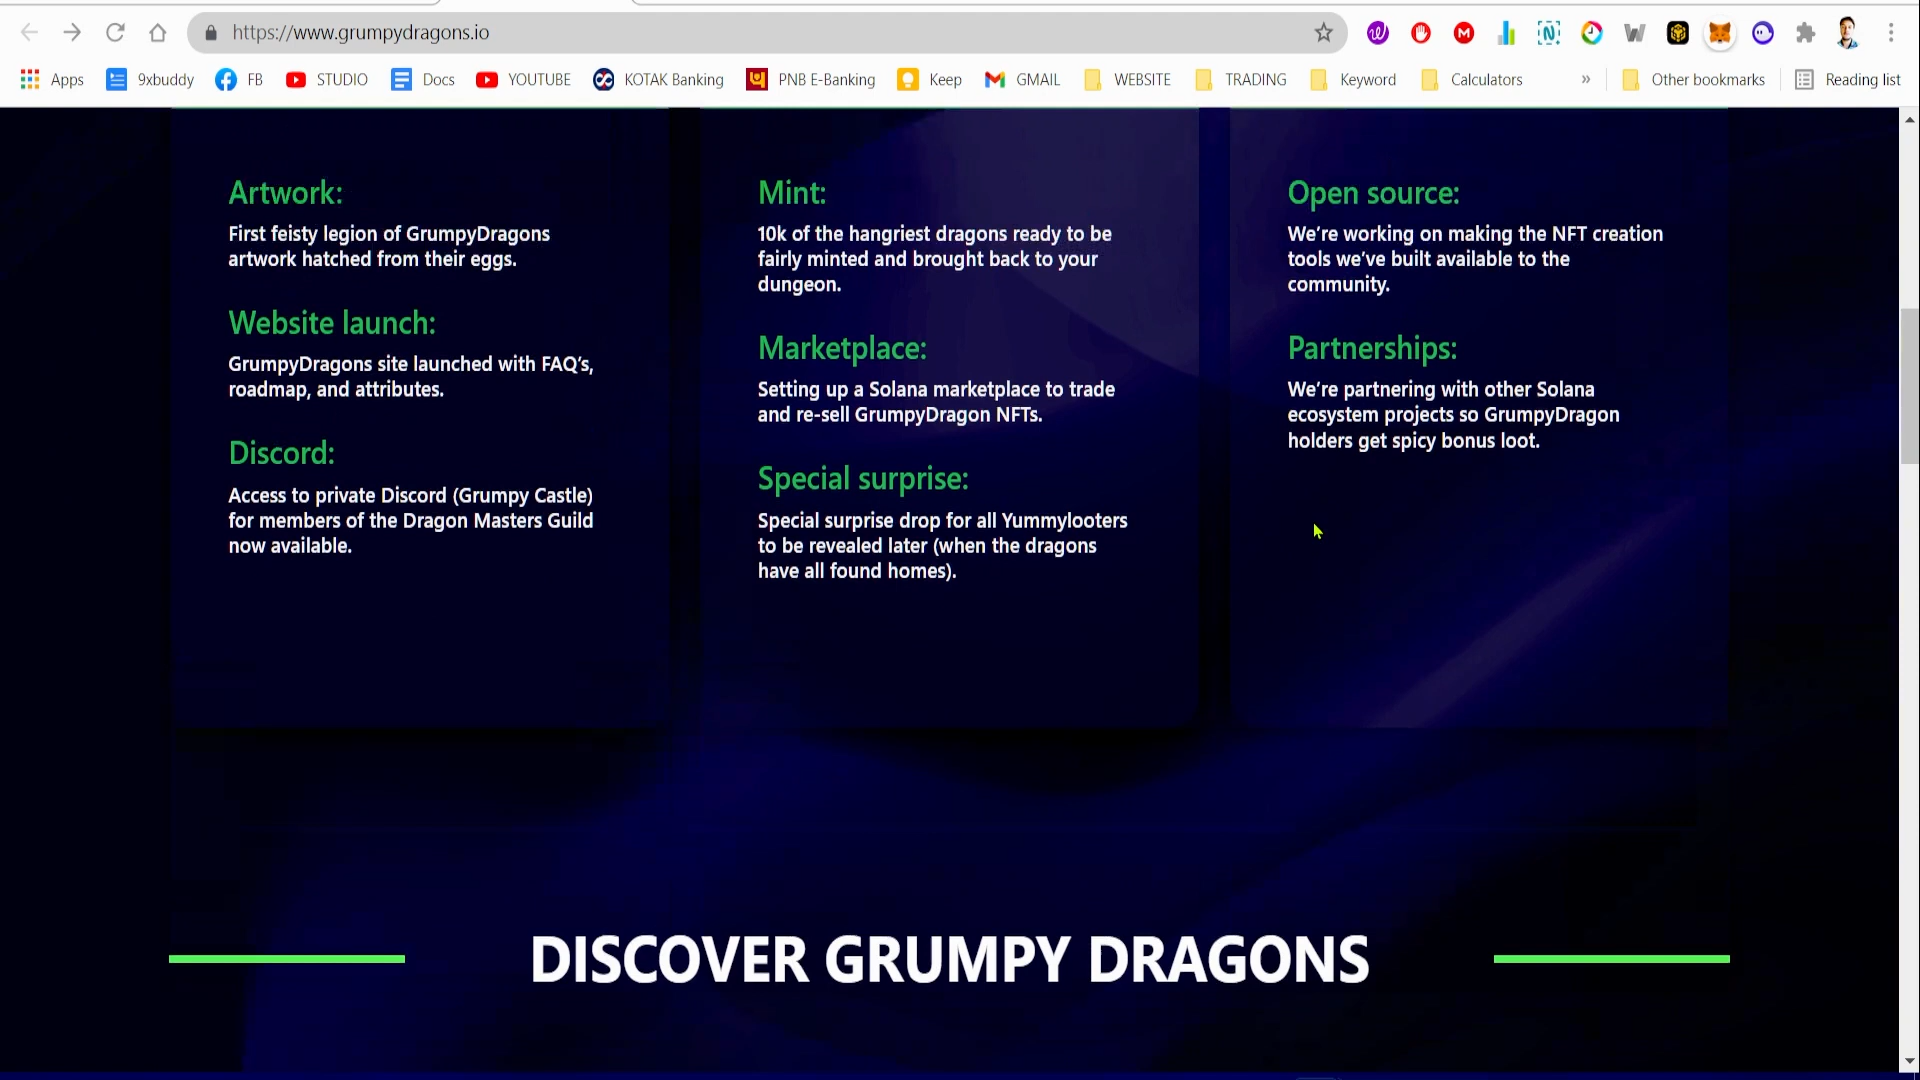 https://www.grumpydragons.io
Apps 9xbuddy FB STUDIO Docs YOUTUBE KOTAK Banking PNB E-Banking Keep GMAIL WEBSITE TRADING Keyword Calculators » Other bookmarks Reading list
Artwork:
First feisty legion of GrumpyDragons
artwork hatched from their eggs.
Website launch:
GrumpyDragons site launched with FAQ's,
roadmap, and attributes.
Discord:
Access to private Discord (Grumpy Castle)
for members of the Dragon Masters Guild
now available.
Mint:
10k of the hangriest dragons ready to be
fairly minted and brought back to your
dungeon.
Marketplace:
Setting up a Solana marketplace to trade
and re-sell GrumpyDragon NFTs.
Special surprise:
Special surprise drop for all Yummylooters
to be revealed later (when the dragons
have all found homes).
Open source:
We’re working on making the NFT creation
tools we’ve built available to the
community.
Partnerships:
We’re partnering with other Solana
ecosystem projects so GrumpyDragon
holders get spicy bonus loot.
DISCOVER GRUMPY DRAGONS